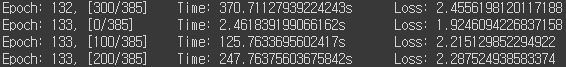 Epoch: 132, [300/385] Time: 370.71127939224243s Loss: 2.4556198120117188
Epoch: 133, [0/385] Time: 2.461839199066162s Loss: 1.9246094226837158
Epoch: 133, [100/385] Time: 125.7633695602417s Loss: 2.215129852294922
Epoch: 133, [200/385] Time: 247.76375603675842s Loss: 2.287524938583374